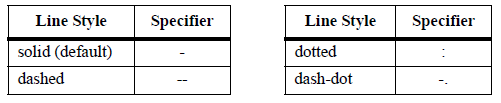 Line Style Specifier
solid (default) -
dashed --
Line Style Specifier
dotted :
dash-dot -.